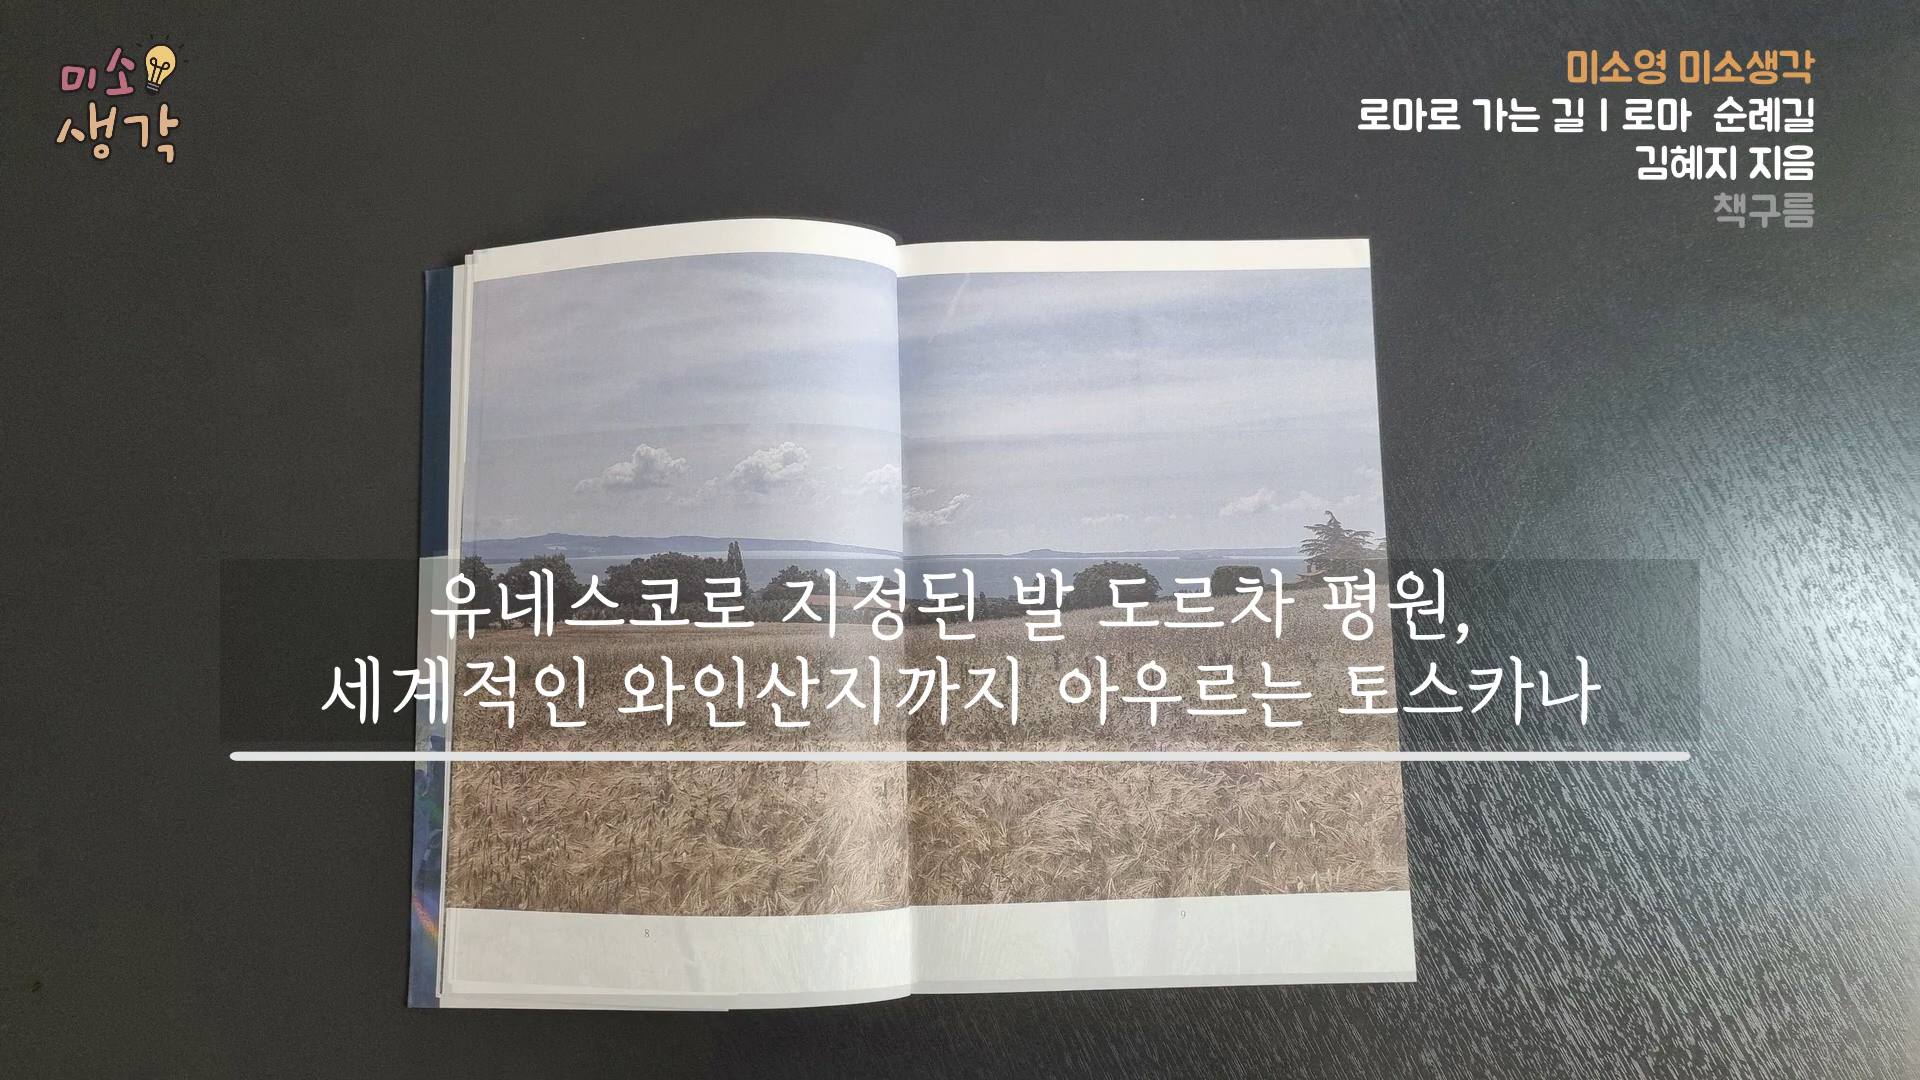 미소
생각
미소영 미소생각
로마로 가는 길 | 로마 순례길
김혜지 지음
책구름
유네스코로 지정된 발 도르차 평원,
세계적인 와인산지까지 아우르는 토스카나
8
9